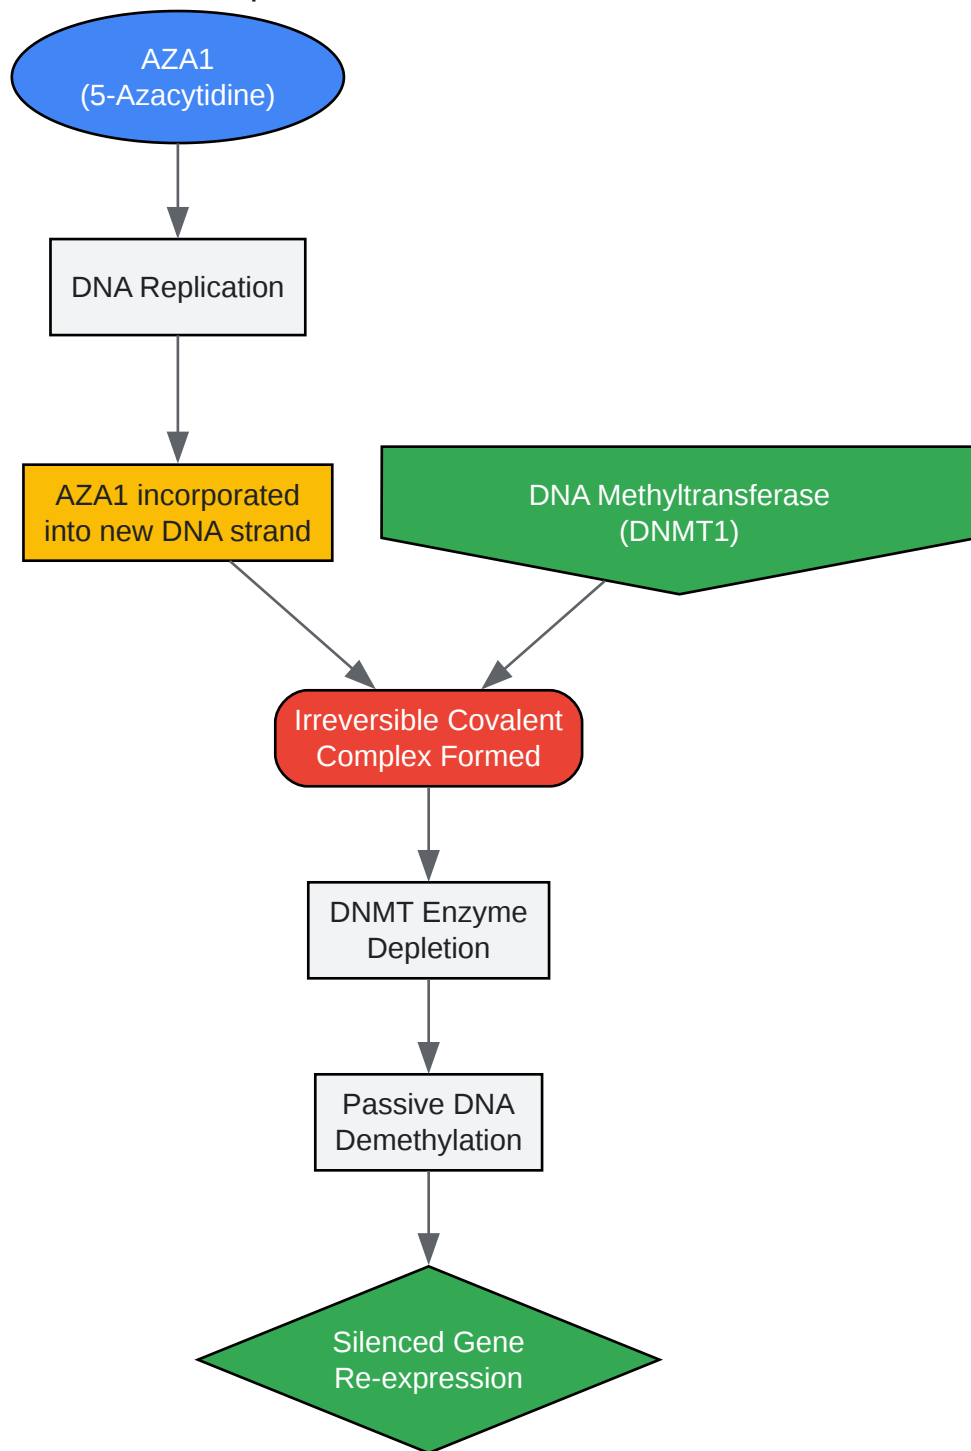 AZA1
(5-Azacytidine)
DNA Replication
AZA1 incorporated
into new DNA strand
DNA Methyltransferase
(DNMT1)
Irreversible Covalent
Complex Formed
DNMT Enzyme
Depletion
Passive DNA
Demethylation
Silenced Gene
Re-expression